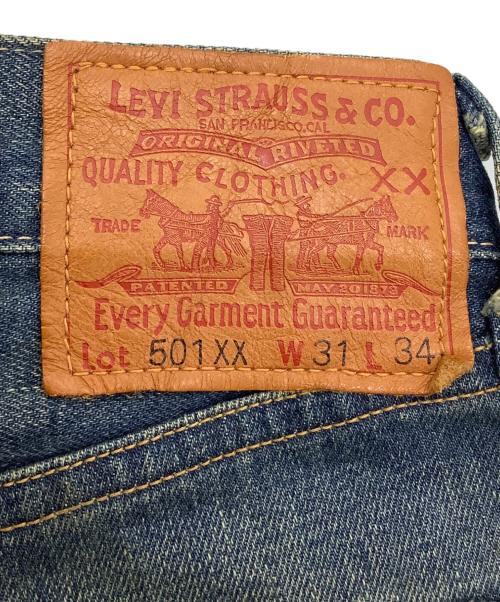 LEVI STRAUSS & CO.
SAN FRANCISCO, CAL
ORIGINAL RIVETED
QUALITY CLOTHING. XX
TRADE MARK
PATENTED MAY 20 1873
Every Garment Guaranteed
Lot 501XX W 31 L 34